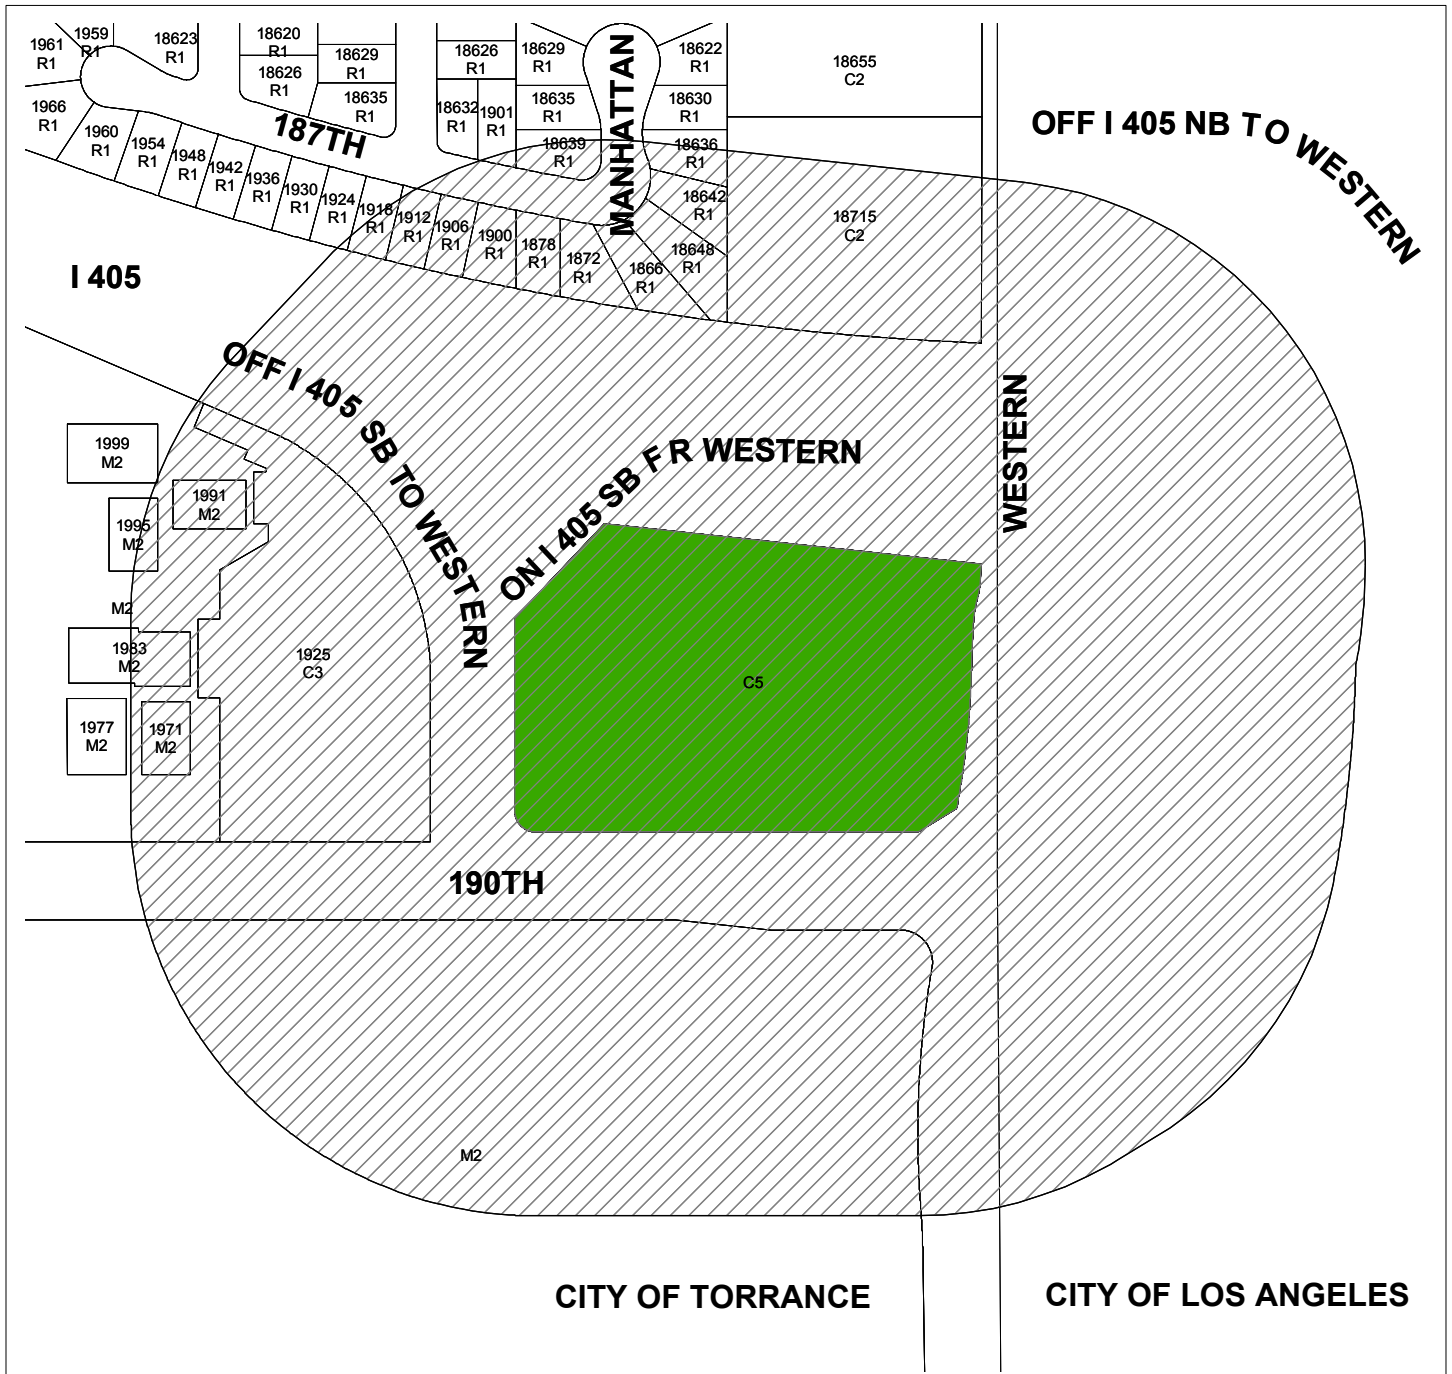 1959
R1
1961
R1
18623
R1
18620
R1
18629
R1
18626
R1
18635
R1
18626
R1
18629
R1
18622
R1
18655
C2
1966
R1
1960
R1
1954
R1
1948
R1
1942
R1
1936
R1
1930
R1
1924
R1
1918
R1
1912
R1
1906
R1
1900
R1
1878
R1
1872
R1
1866
R1
18648
R1
18642
R1
18636
R1
18630
R1
18632
R1
1901
R1
18635
R1
18639
R1
187TH
MANHATTAN
18715
C2
OFF I 405 NB TO WESTERN
I 405
OFF I 405 SB TO WESTERN
ON I 405 SB FR WESTERN
WESTERN
1999
M2
1991
M2
1995
M2
M2
1983
M2
1977
M2
1971
M2
1925
C3
C5
190TH
M2
CITY OF TORRANCE
CITY OF LOS ANGELES